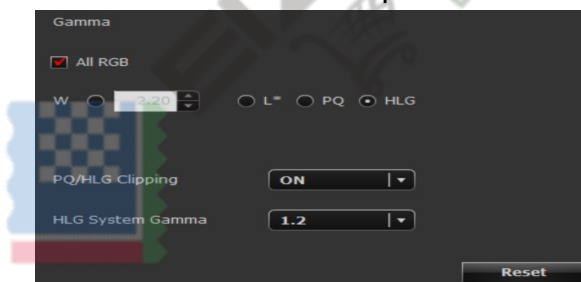 Gamma
All RGB
W 2.20 L* PQ HLG
PQ/HLG Clipping ON
HLG System Gamma 1.2
Reset